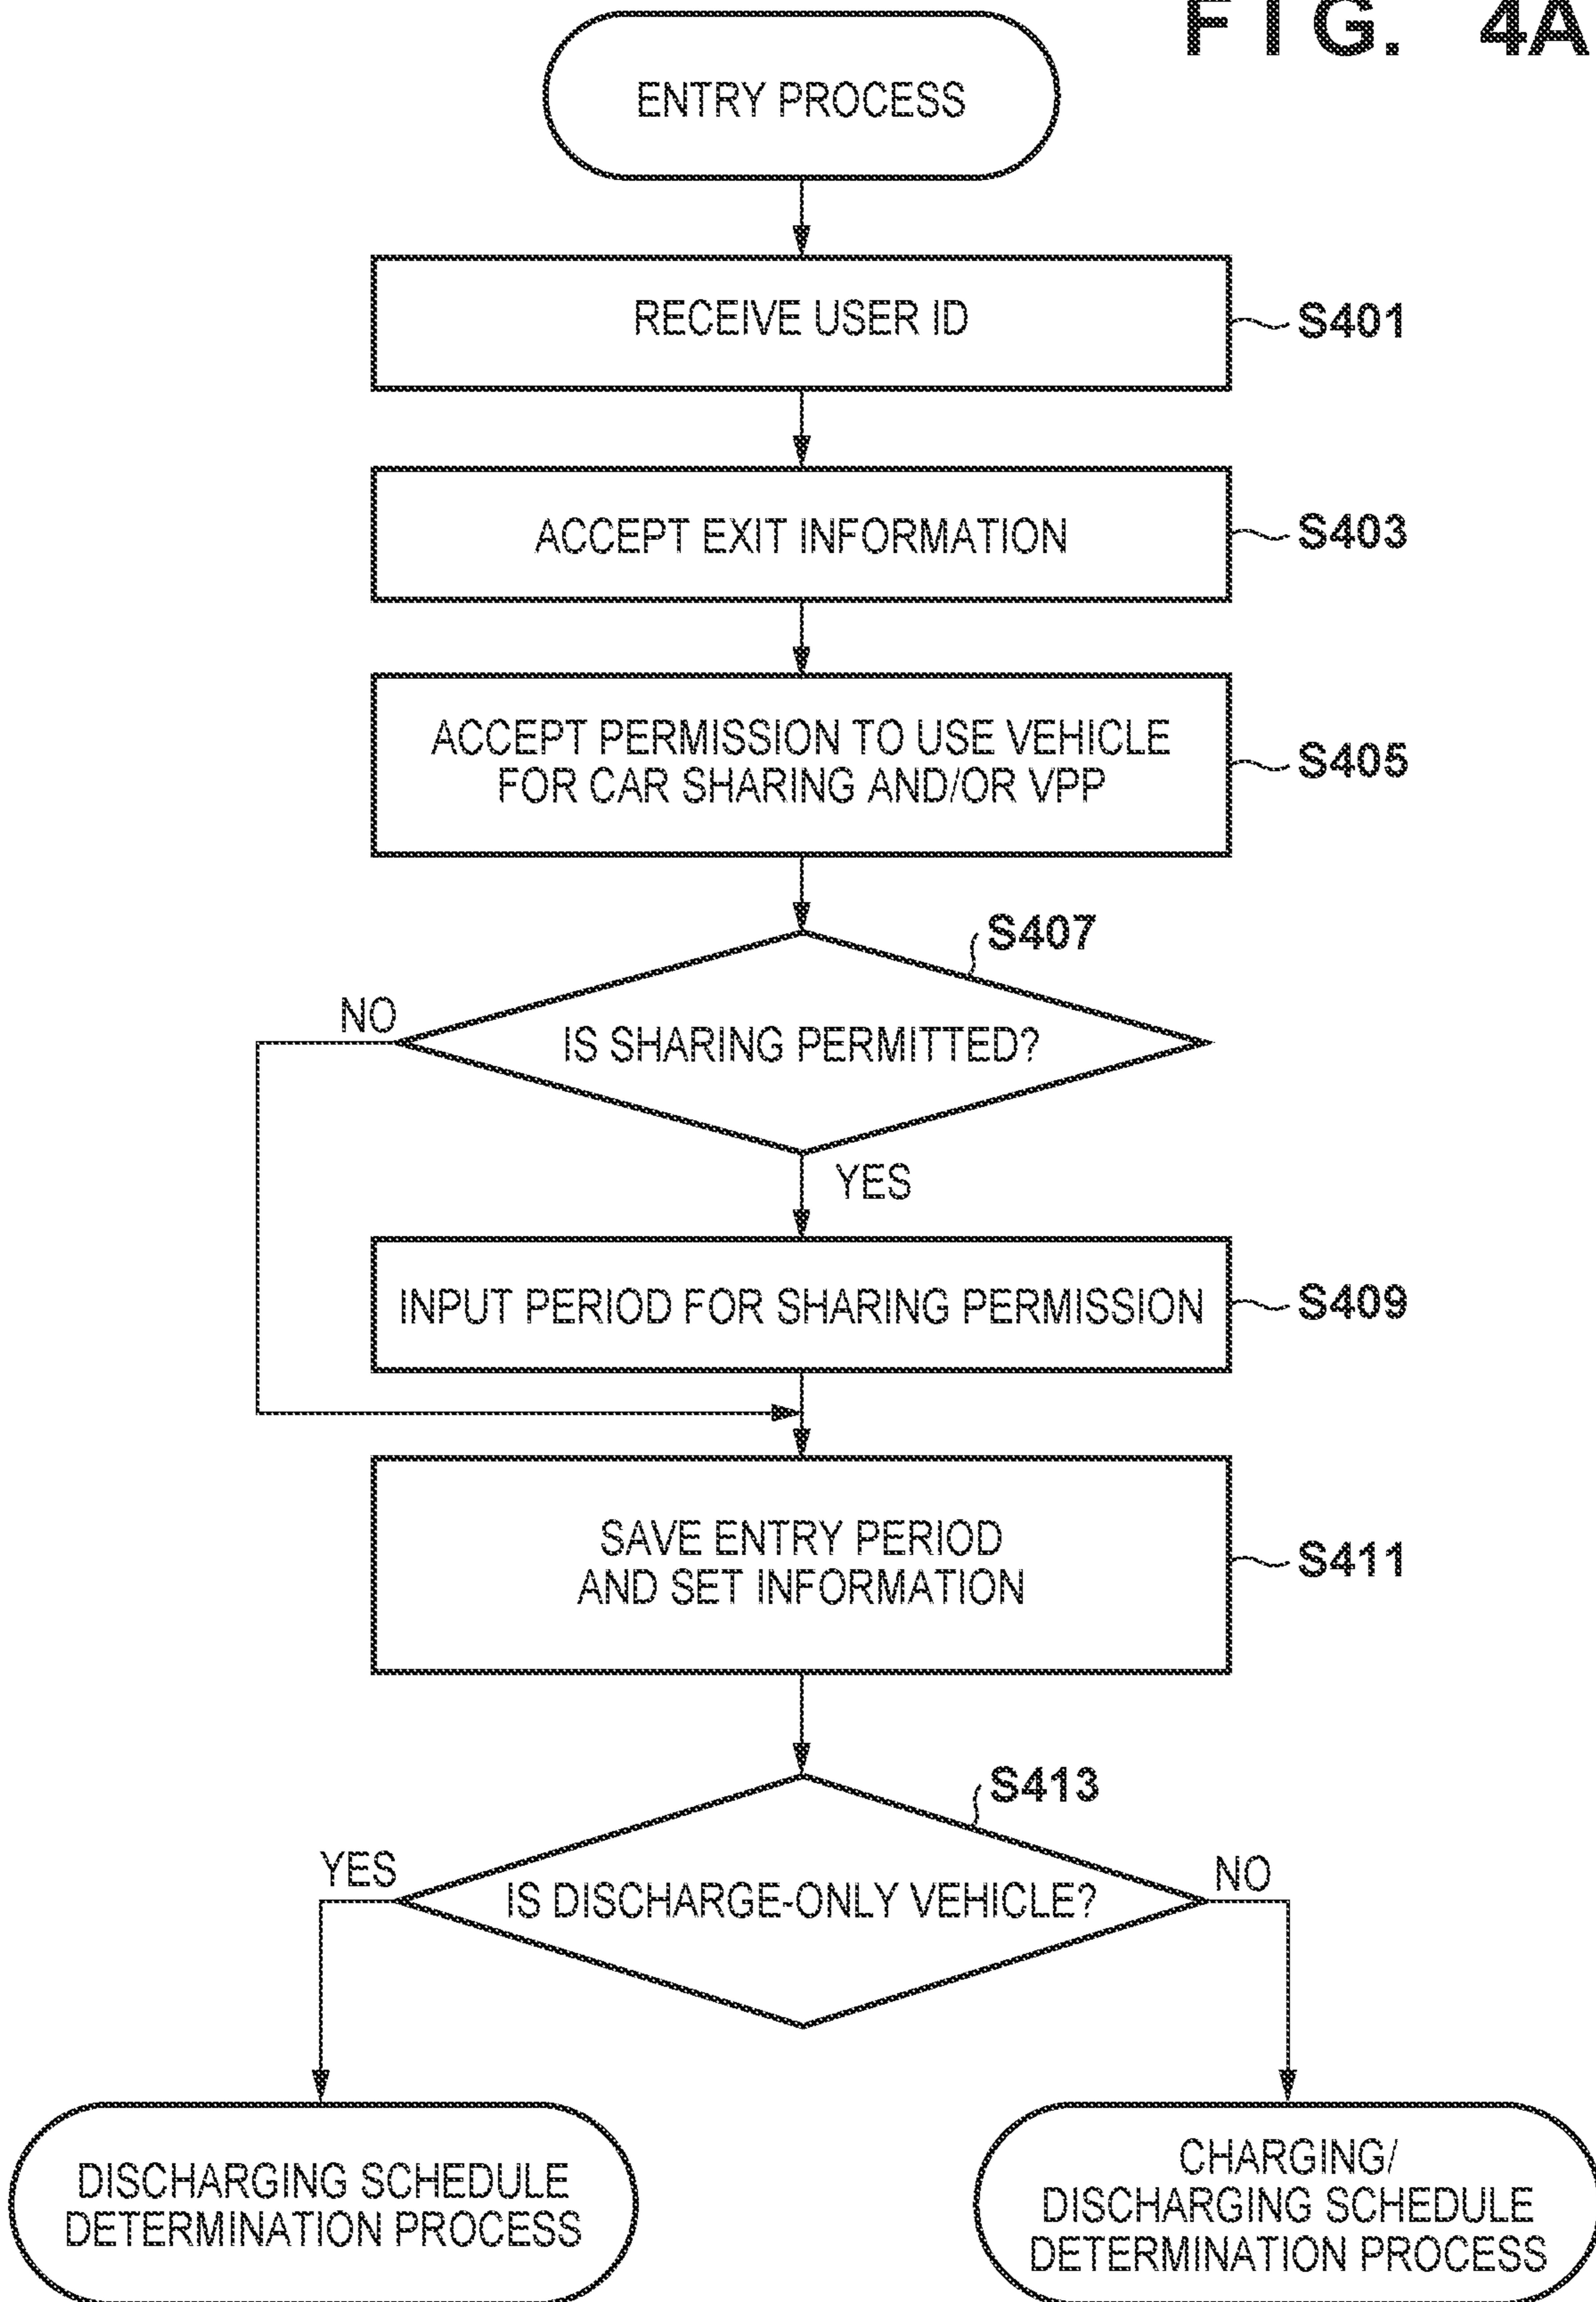 FIG. 4A
ENTRY PROCESS
RECEIVE USER ID
S401
ACCEPT EXIT INFORMATION
S403
ACCEPT PERMISSION TO USE VEHICLE
FOR CAR SHARING AND/OR VPP
S405
S407
NO
IS SHARING PERMITTED?
YES
INPUT PERIOD FOR SHARING PERMISSION
S409
SAVE ENTRY PERIOD
AND SET INFORMATION
S411
S413
YES
IS DISCHARGE-ONLY VEHICLE?
NO
DISCHARGING SCHEDULE
DETERMINATION PROCESS
CHARGING/
DISCHARGING SCHEDULE
DETERMINATION PROCESS